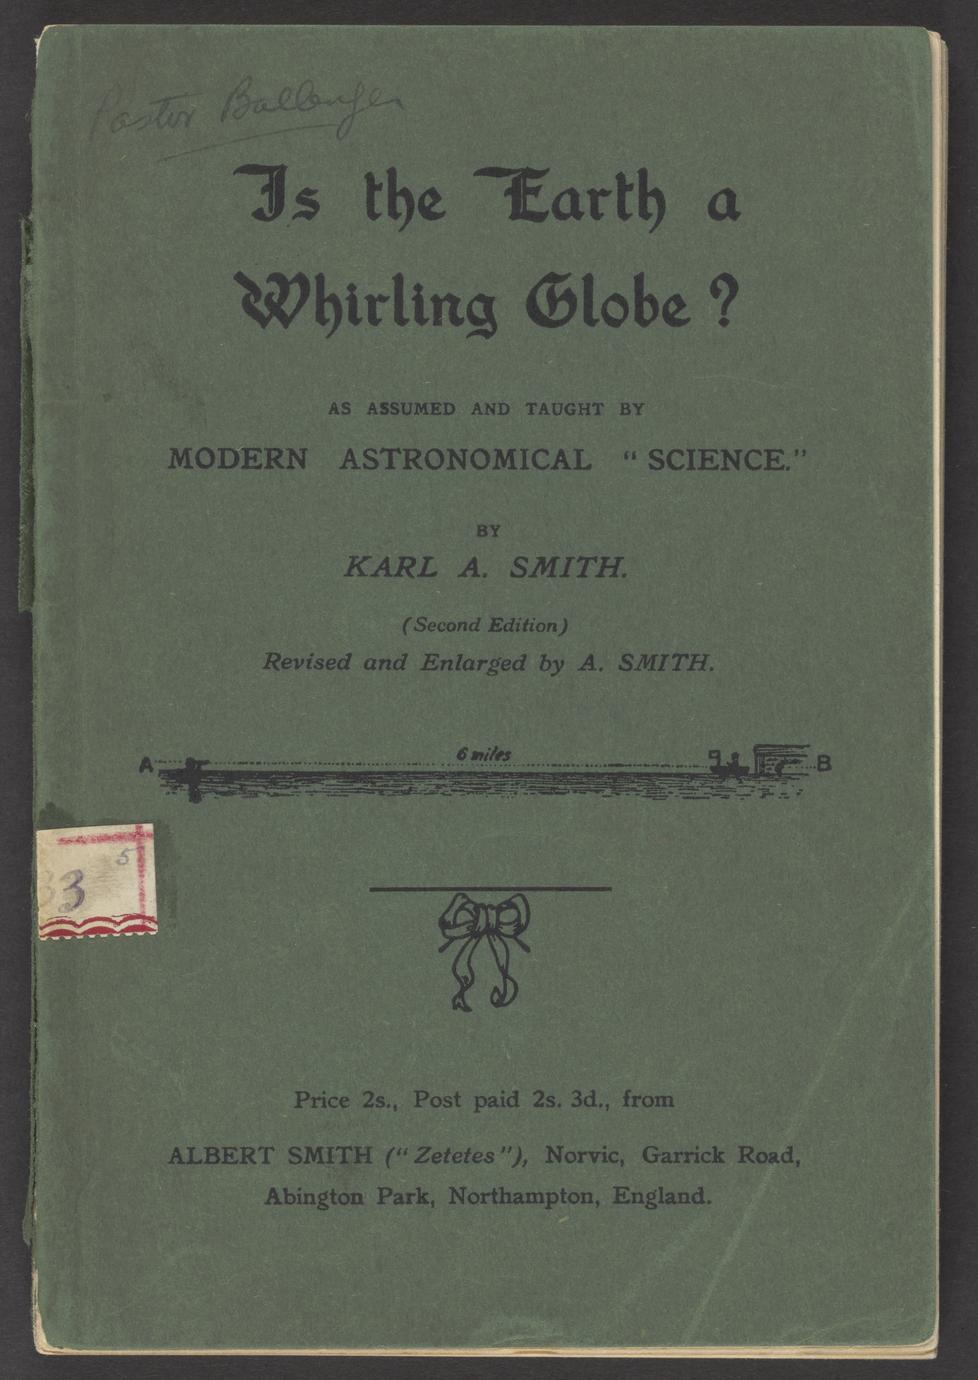 Pastor Ballenger
Is the Earth a
Whirling Globe?
AS ASSUMED AND TAUGHT BY
MODERN ASTRONOMICAL "SCIENCE."
BY
KARL A. SMITH.
(Second Edition)
Revised and Enlarged by A. SMITH.
A 6 miles B
5
33
Price 2s., Post paid 2s. 3d., from
ALBERT SMITH ("Zetetes"), Norvic, Garrick Road,
Abington Park, Northampton, England.